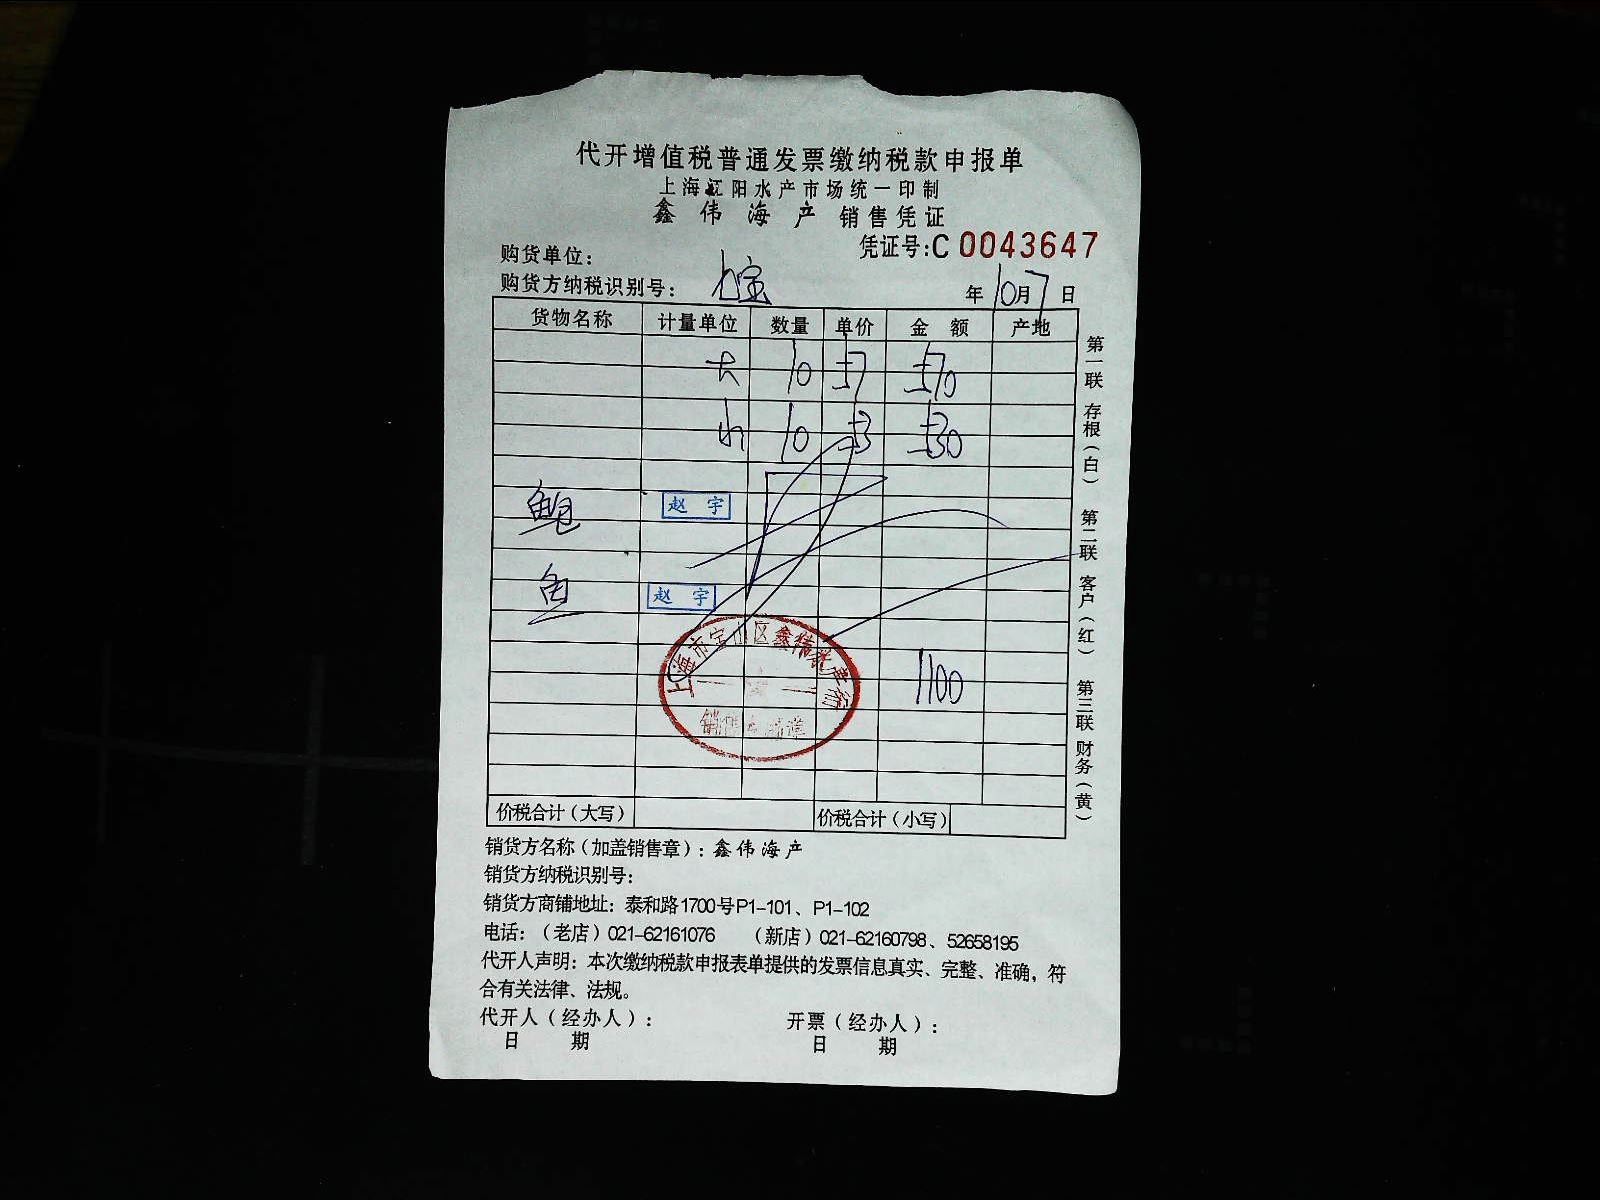 代开增值税普通发票缴纳税款申报单
上海江阳水产市场统一印制
鑫伟海产 销售凭证
凭证号:C 0043647
购货单位:
购货方纳税识别号: 七宝
年 10月7日
货物名称 计量单位 数量 单价 金额 产地
大 10 57 570
小 10 53 530
鲍 赵宇
鱼 赵宇
上海市宝山区鑫伟
1100
价税合计(大写) 价税合计(小写)
第一联 存根(白) 第二联 客户(红) 第三联 财务(黄)
销货方名称(加盖销售章):鑫伟海产
销货方纳税识别号:
销货方商铺地址:泰和路1700号P1-101、P1-102
电话:(老店)021-62161076 (新店)021-62160798、52658195
代开人声明:本次缴纳税款申报表单提供的发票信息真实、完整、准确,符
合有关法律、法规。
代开人(经办人): 开票(经办人):
日 期 日 期